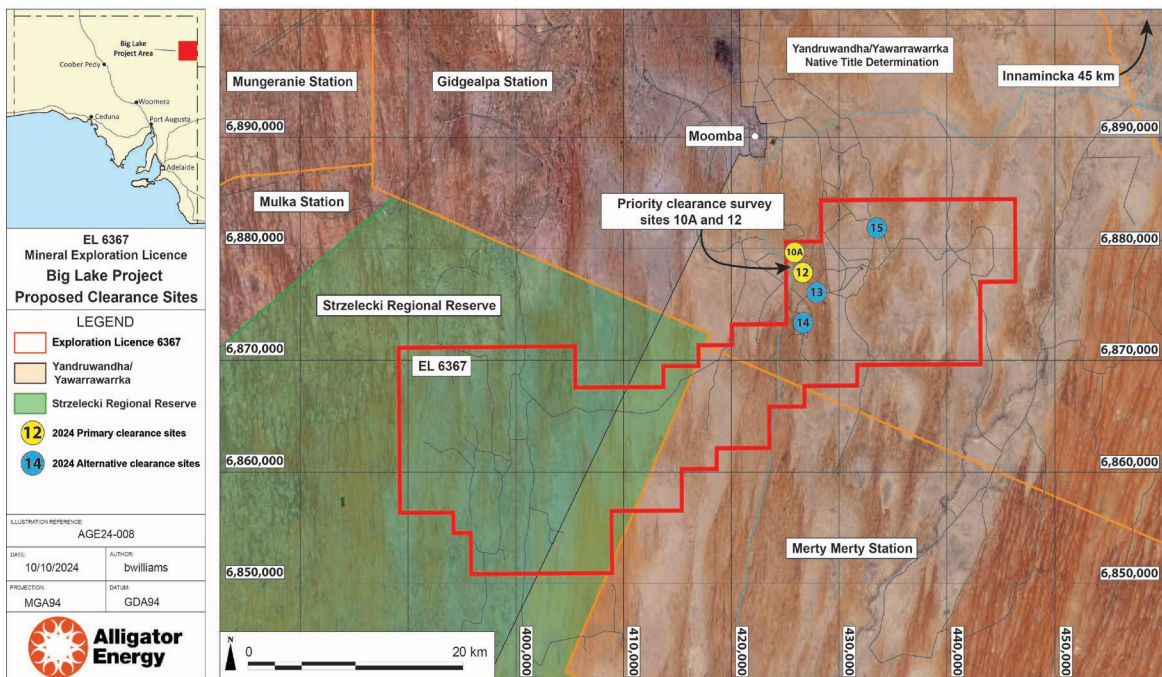 Big Lake
Project Area
Coober Pedy
Woomera
Ceduna
Port Augusta
Adelaide
EL 6367
Mineral Exploration Licence
Big Lake Project
Proposed Clearance Sites
LEGEND
Exploration Licence 6367
Yandruwandha/
Yawarrawarrka
Strzelecki Regional Reserve
12
2024 Primary clearance sites
14
2024 Alternative clearance sites
ILLUSTRATION REFERENCE:
AGE24-008
DATE:
10/10/2024
AUTHOR:
bwilliams
PROJECTION:
MGA94
DATUM:
GDA94
Alligator
Energy
Mungeranie Station
Gidgealpa Station
Yandruwandha/Yawarrawarrka
Native Title Determination
Innamincka 45 km
6,890,000
Moomba
6,890,000
Mulka Station
Priority clearance survey
sites 10A and 12
15
6,880,000
10A
6,880,000
12
13
Strzelecki Regional Reserve
14
6,870,000
EL 6367
6,870,000
6,860,000
6,860,000
Merty Merty Station
6,850,000
6,850,000
N
0
20 km
400,000
410,000
420,000
430,000
440,000
450,000